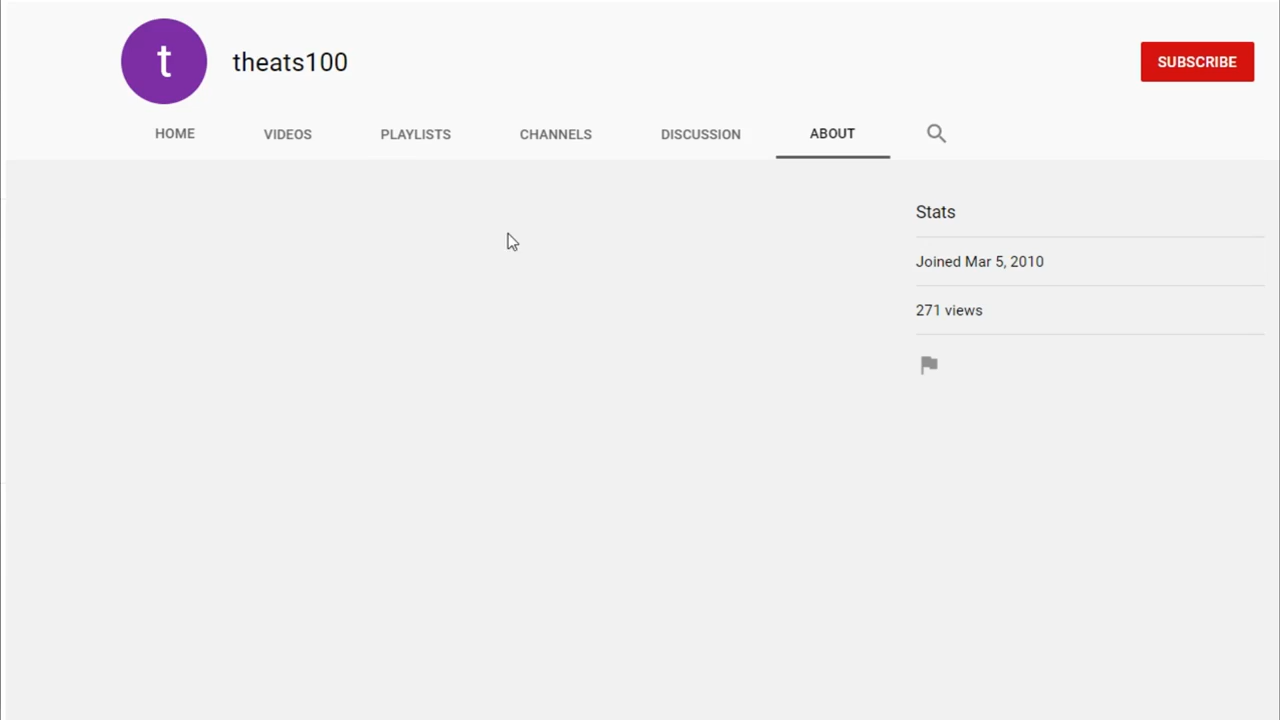 t
theats100
SUBSCRIBE
HOME VIDEOS PLAYLISTS CHANNELS DISCUSSION ABOUT
Stats
Joined Mar 5, 2010
271 views